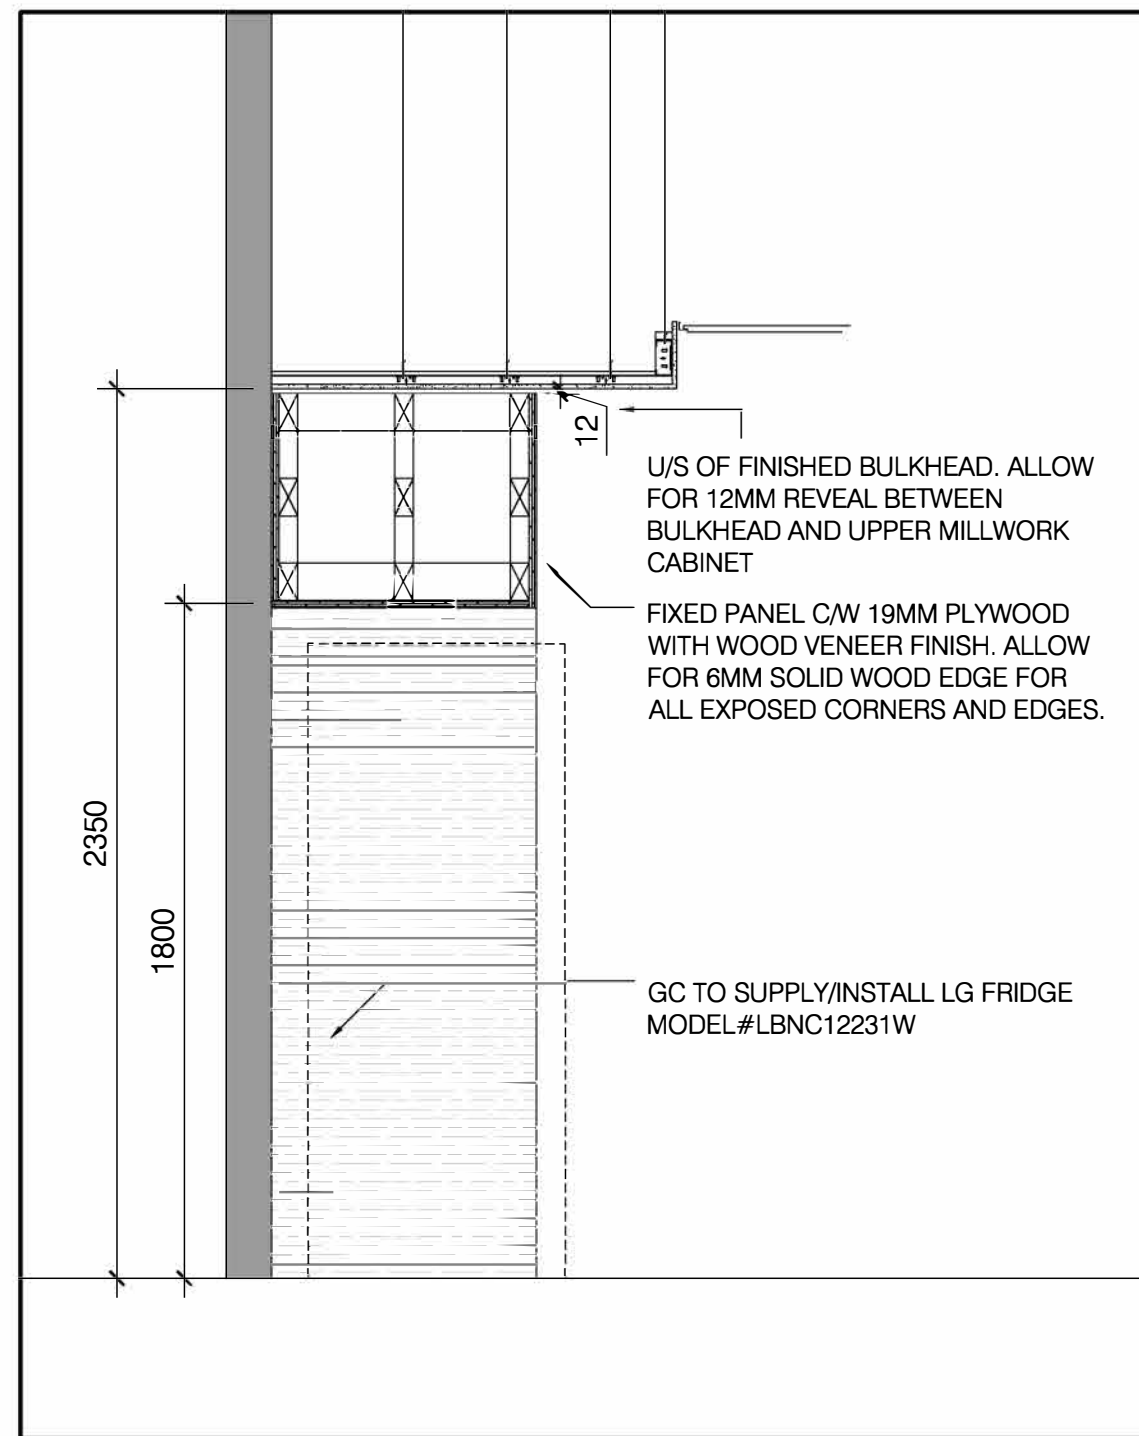 12
U/S OF FINISHED BULKHEAD. ALLOW
FOR 12MM REVEAL BETWEEN
BULKHEAD AND UPPER MILLWORK
CABINET
FIXED PANEL C/W 19MM PLYWOOD
WITH WOOD VENEER FINISH. ALLOW
FOR 6MM SOLID WOOD EDGE FOR
ALL EXPOSED CORNERS AND EDGES.
2350
1800
GC TO SUPPLY/INSTALL LG FRIDGE
MODEL#LBNC12231W